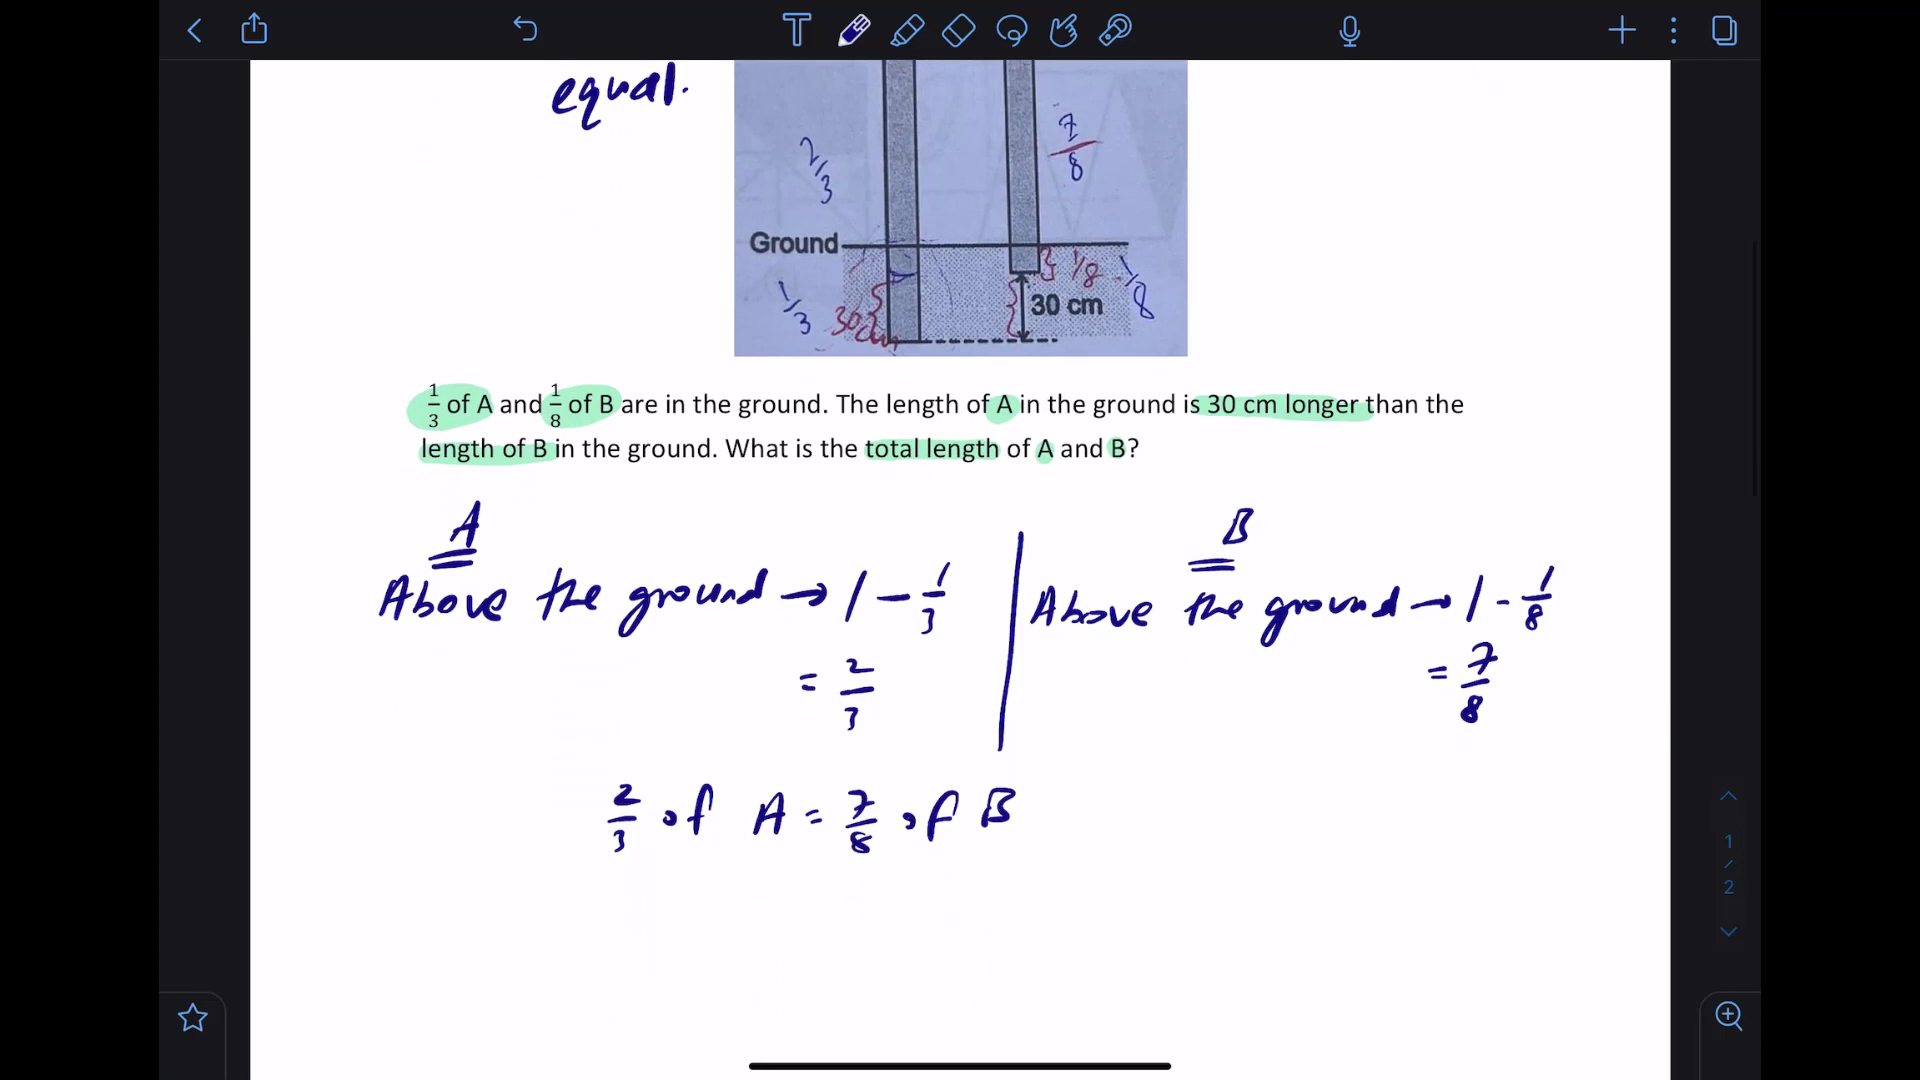 equal.
2/3
7/8
Ground
1/8
1/8
1/3
30cm
30 cm
1/3 of A and 1/8 of B are in the ground. The length of A in the ground is 30 cm longer than the
length of B in the ground. What is the total length of A and B?
A
Above the ground → 1 - 1/3
= 2/3
B
Above the ground → 1 - 1/8
= 7/8
2/3 of A = 7/8 of B
1
/
2